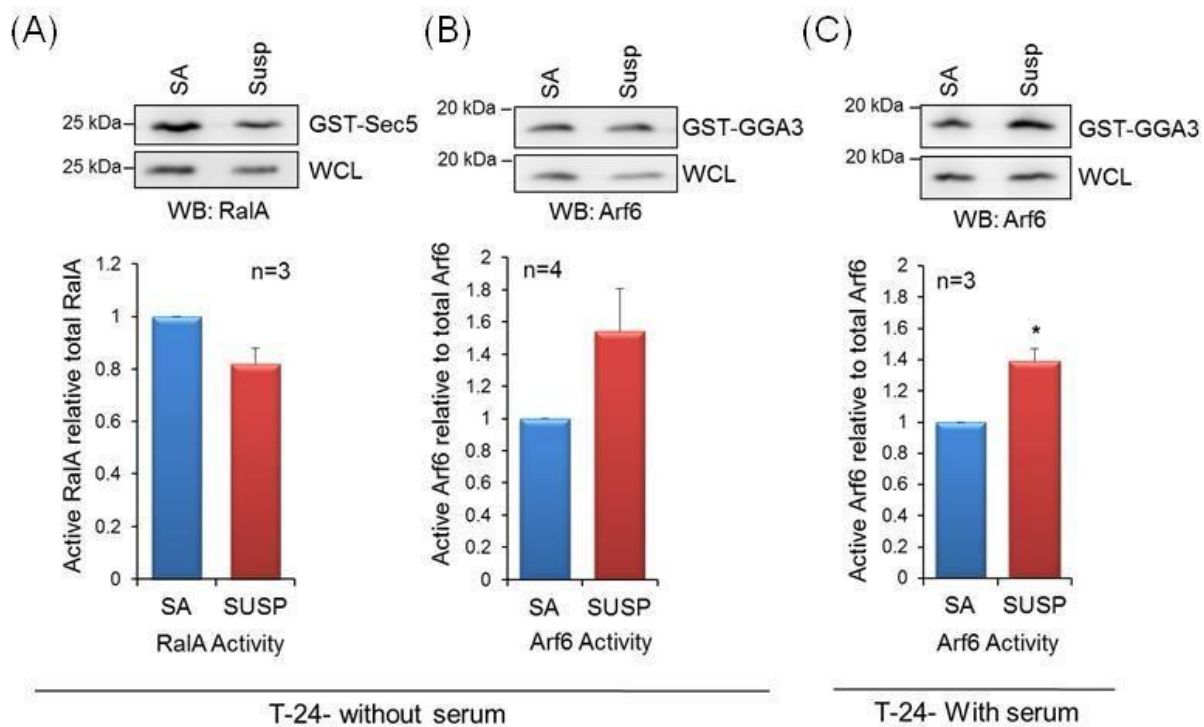 (A)
SA
Susp
25 kDa
GST-Sec5
25 kDa
WCL
WB: RalA
Active RalA relative total RalA
1.2
1
0.8
0.6
0.4
0.2
0
n=3
SA
SUSP
RalA Activity
(B)
SA
Susp
20 kDa
GST-GGA3
20 kDa
WCL
WB: Arf6
Active Arf6 relative to total Arf6
2
1.8
1.6
1.4
1.2
1
0.8
0.6
0.4
0.2
0
n=4
SA
SUSP
Arf6 Activity
T-24- without serum
(C)
SA
Susp
20 kDa
GST-GGA3
20 kDa
WCL
WB: Arf6
Active Arf6 relative to total Arf6
2
1.8
1.6
1.4
1.2
1
0.8
0.6
0.4
0.2
0
n=3
*
SA
SUSP
Arf6 Activity
T-24- With serum